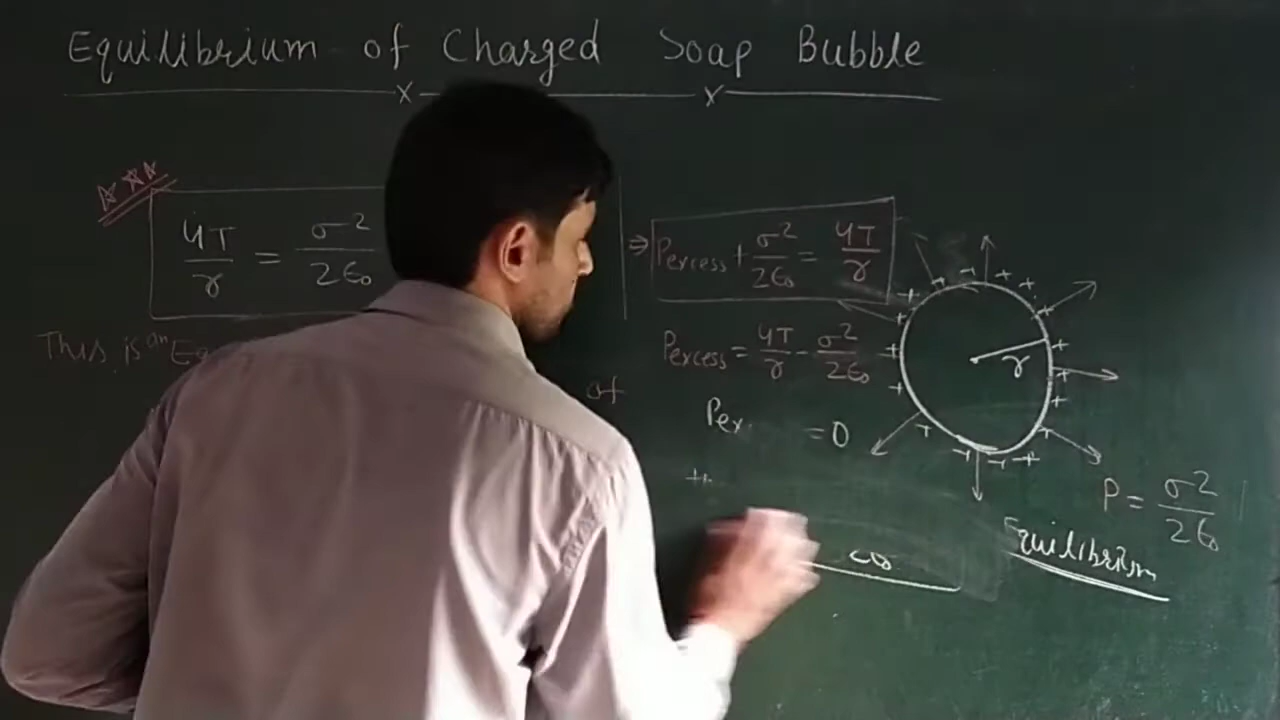 Equilibrium of Charged Soap Bubble
4T/r = σ²/2ϵ₀
This is an
of
⇒ Pexcess + σ²/2ϵ₀ = 4T/r
Pexcess = 4T/r - σ²/2ϵ₀
Pex = 0
r
P = σ²/2ϵ₀
Equilibrium